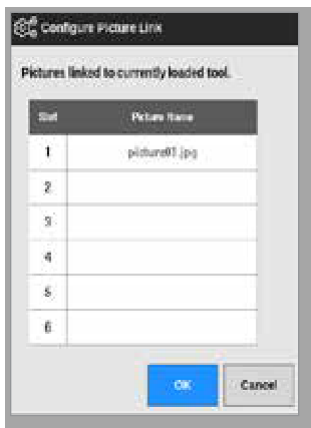 Configure Picture Link
Pictures linked to currently loaded tool.
Slot Picture Name
1 picture01.jpg
2
3
4
5
6
OK Cancel